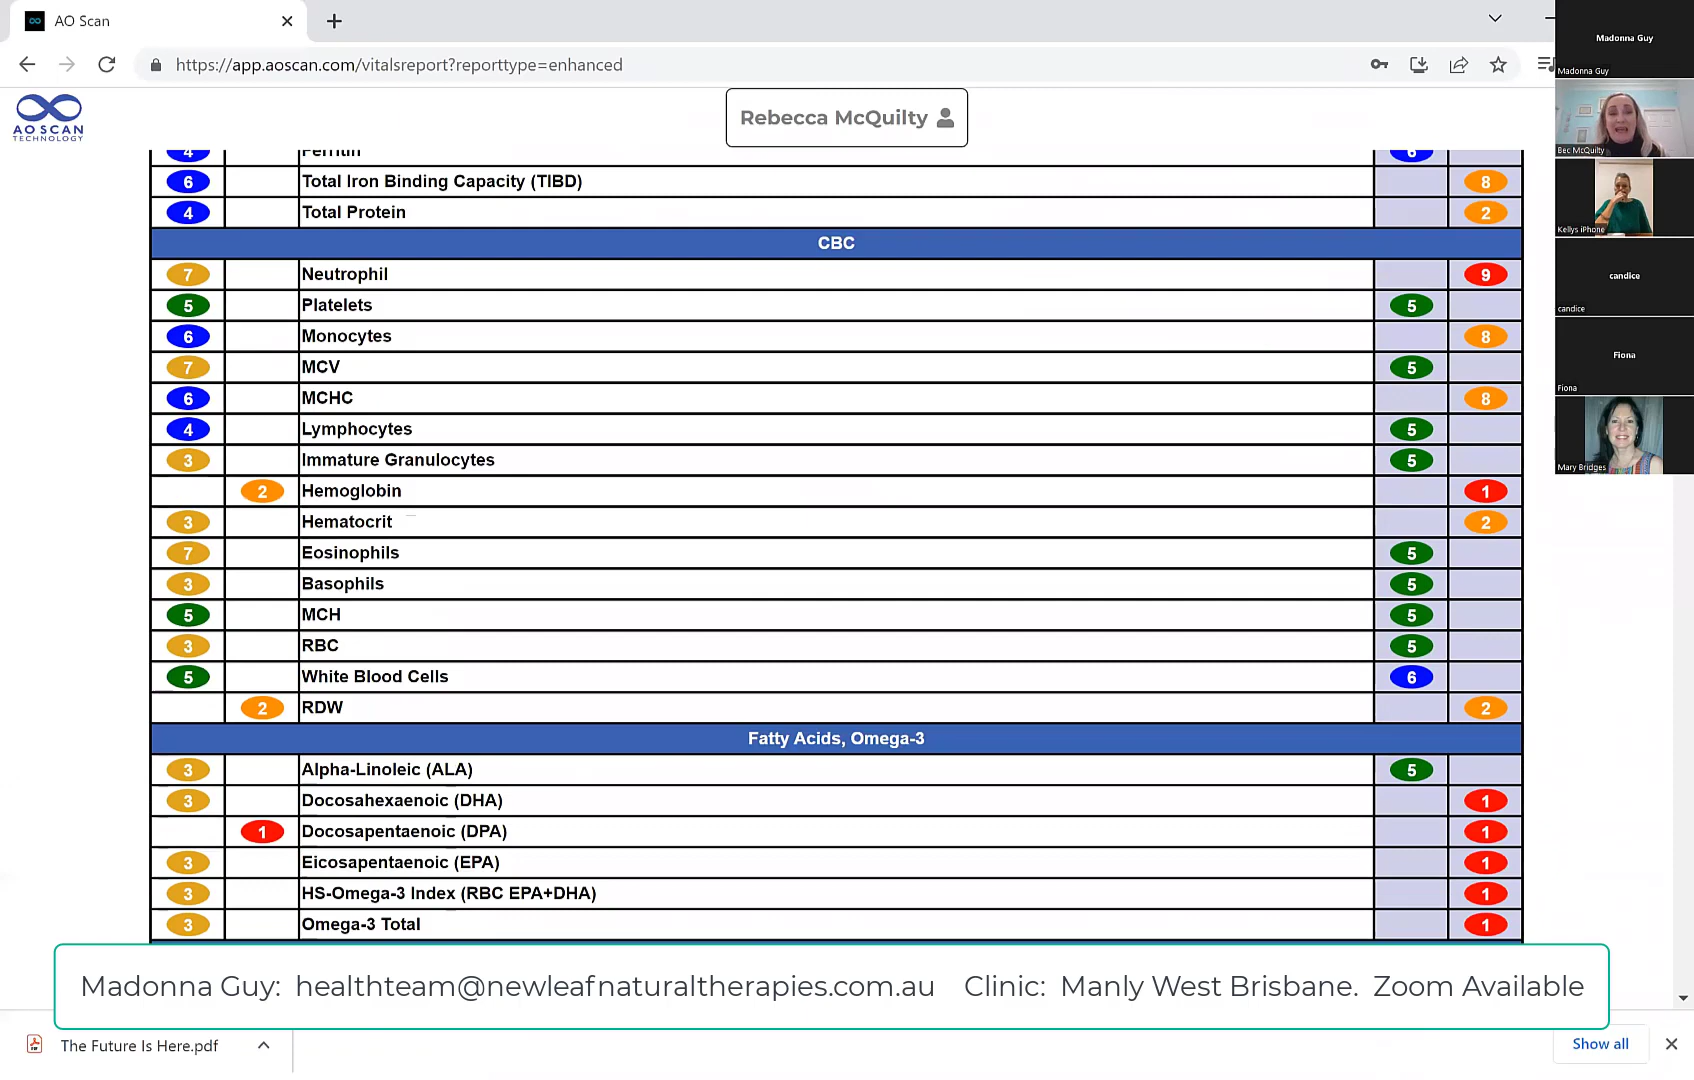 AO Scan
https://app.aoscan.com/vitalsreport?reporttype=enhanced
AO SCAN
TECHNOLOGY
Rebecca McQuilty
4 Ferritin 6
6 Total Iron Binding Capacity (TIBD) 8
4 Total Protein 2
CBC
7 Neutrophil 9
5 Platelets 5
6 Monocytes 8
7 MCV 5
6 MCHC 8
4 Lymphocytes 5
3 Immature Granulocytes 5
2 Hemoglobin 1
3 Hematocrit 2
7 Eosinophils 5
3 Basophils 5
5 MCH 5
3 RBC 5
5 White Blood Cells 6
2 RDW 2
Fatty Acids, Omega-3
3 Alpha-Linoleic (ALA) 5
3 Docosahexaenoic (DHA) 1
1 Docosapentaenoic (DPA) 1
3 Eicosapentaenoic (EPA) 1
3 HS-Omega-3 Index (RBC EPA+DHA) 1
3 Omega-3 Total 1
Madonna Guy: healthteam@newleafnaturaltherapies.com.au Clinic: Manly West Brisbane. Zoom Available
The Future Is Here.pdf
Show all
Madonna Guy
Madonna Guy
Bec McQuilty
Kellys iPhone
candice
candice
Fiona
Fiona
Mary Bridges